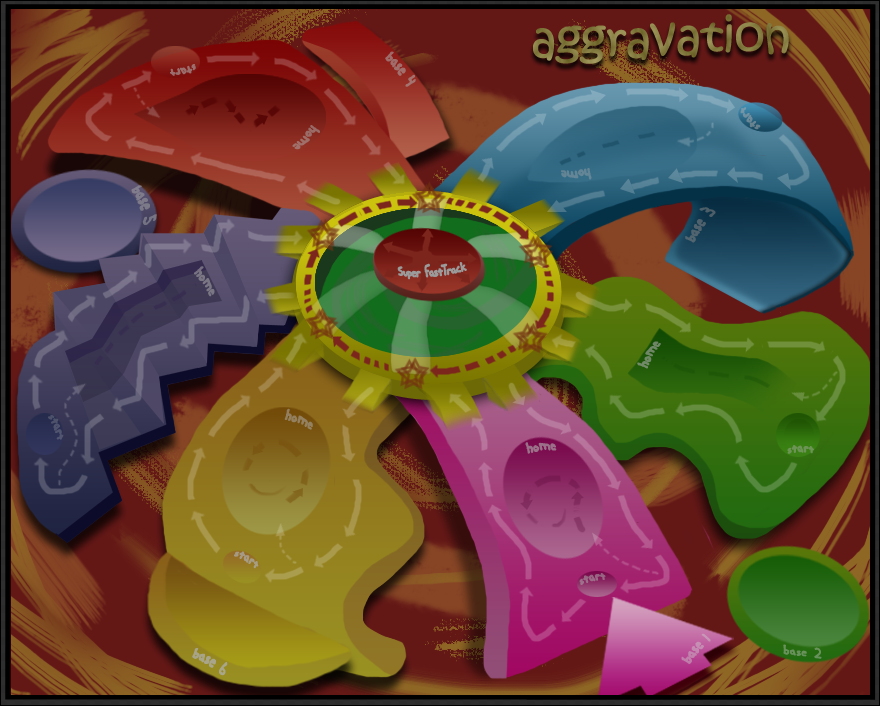 aggravation
start
home
base 4
start
home
base 3
base 5
home
start
Super FastTrack
home
start
base 2
home
start
base 6
home
start
base 1